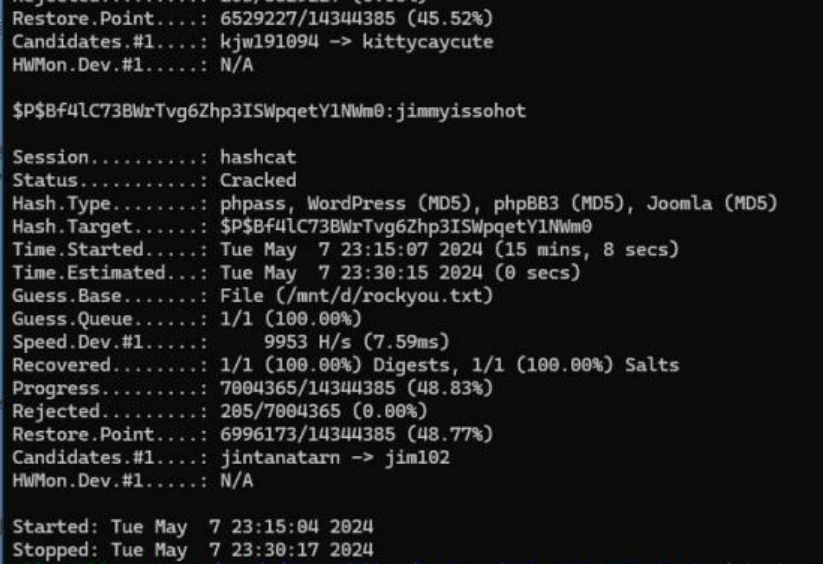 Restore.Point....: 6529227/14344385 (45.52%)
Candidates.#1....: kjw191094 -> kittycaycute
HWMon.Dev.#1.....: N/A
$P$Bf4lC73BWrTvg6Zhp3ISWpqetY1NWm0:jimmyissohot
Session..........: hashcat
Status...........: Cracked
Hash.Type........: phpass, WordPress (MD5), phpBB3 (MD5), Joomla (MD5)
Hash.Target......: $P$Bf4lC73BWrTvg6Zhp3ISWpqetY1NWm0
Time.Started.....: Tue May  7 23:15:07 2024 (15 mins, 8 secs)
Time.Estimated...: Tue May  7 23:30:15 2024 (0 secs)
Guess.Base.......: File (/mnt/d/rockyou.txt)
Guess.Queue......: 1/1 (100.00%)
Speed.Dev.#1.....:     9953 H/s (7.59ms)
Recovered........: 1/1 (100.00%) Digests, 1/1 (100.00%) Salts
Progress.........: 7004365/14344385 (48.83%)
Rejected.........: 205/7004365 (0.00%)
Restore.Point....: 6996173/14344385 (48.77%)
Candidates.#1....: jintanatarn -> jim102
HWMon.Dev.#1.....: N/A
Started: Tue May  7 23:15:04 2024
Stopped: Tue May  7 23:30:17 2024